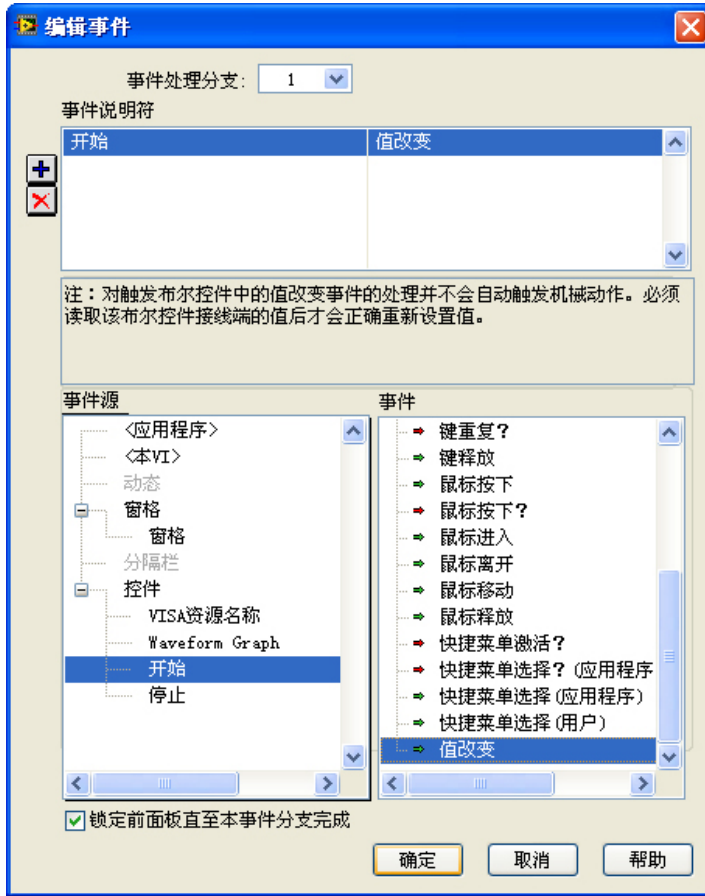 编辑事件
事件处理分支: 1
事件说明符
开始 值改变
注：对触发布尔控件中的值改变事件的处理并不会自动触发机械动作。必须
读取该布尔控件接线端的值后才会正确重新设置值。
事件源
<应用程序>
<本VI>
动态
窗格
窗格
分隔栏
控件
VISA资源名称
Waveform Graph
开始
停止
事件
键重复?
键释放
鼠标按下
鼠标按下?
鼠标进入
鼠标离开
鼠标移动
鼠标释放
快捷菜单激活?
快捷菜单选择?(应用程序
快捷菜单选择(应用程序)
快捷菜单选择(用户)
值改变
锁定前面板直至本事件分支完成
确定 取消 帮助